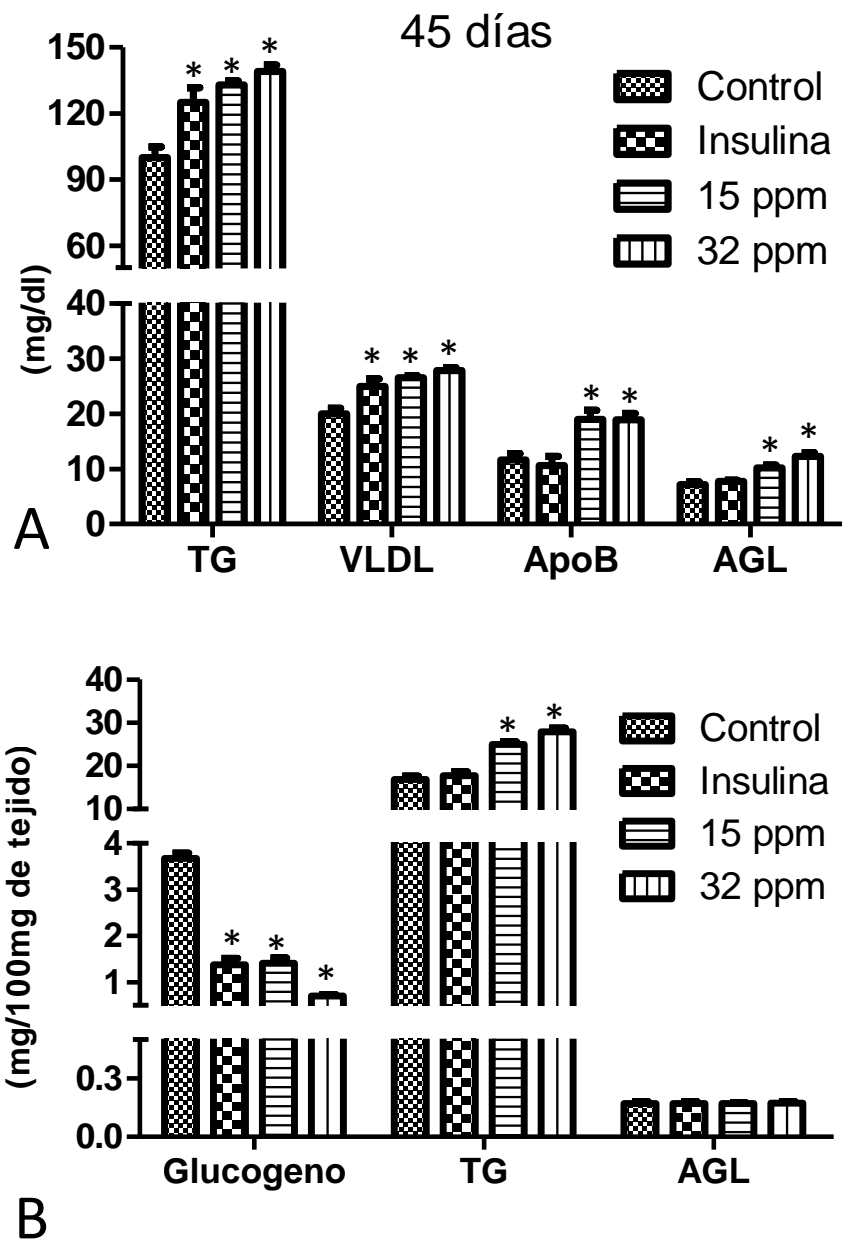 45 días
150
120
90
60
40
30
20
10
0
(mg/dl)
* * *
* * *
* *
* *
Control
Insulina
15 ppm
32 ppm
TG VLDL ApoB AGL
A
40
30
20
10
4
3
2
1
0.3
0.0
(mg/100mg de tejido)
* * *
* *
Control
Insulina
15 ppm
32 ppm
Glucogeno TG AGL
B